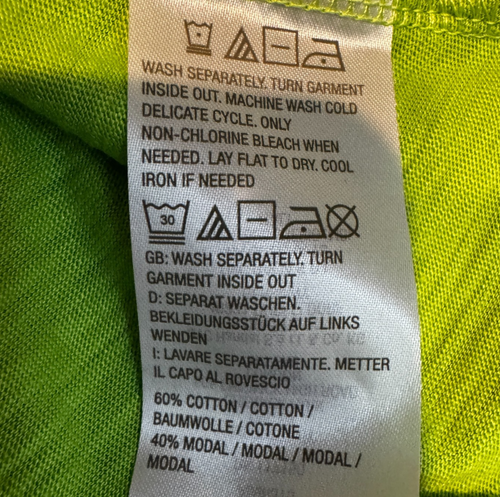 WASH SEPARATELY. TURN GARMENT
INSIDE OUT. MACHINE WASH COLD
DELICATE CYCLE. ONLY
NON-CHLORINE BLEACH WHEN
NEEDED. LAY FLAT TO DRY. COOL
IRON IF NEEDED
30
GB: WASH SEPARATELY. TURN
GARMENT INSIDE OUT
D: SEPARAT WASCHEN.
BEKLEIDUNGSSTÜCK AUF LINKS
WENDEN
I: LAVARE SEPARATAMENTE. METTER
IL CAPO AL ROVESCIO
60% COTTON / COTTON /
BAUMWOLLE / COTONE
40% MODAL / MODAL / MODAL /
MODAL